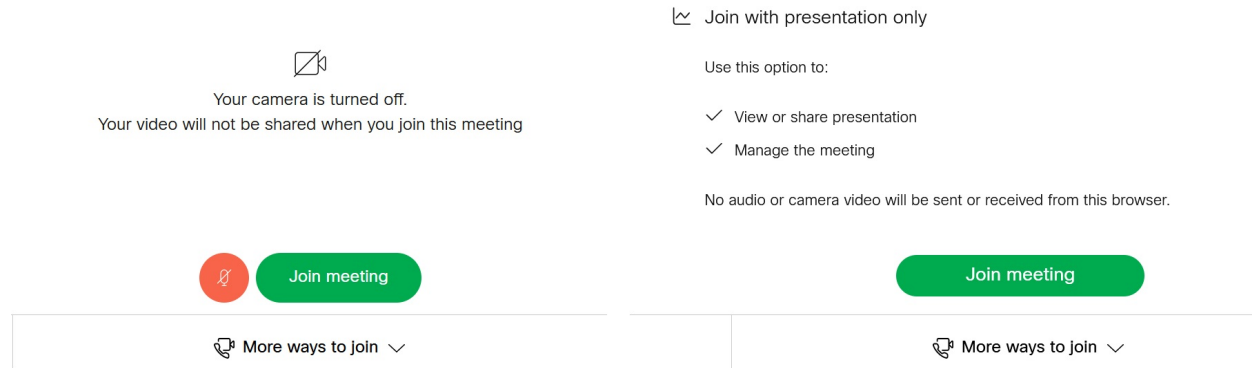 Your camera is turned off.
Your video will not be shared when you join this meeting
Join meeting
More ways to join
Join with presentation only
Use this option to:
View or share presentation
Manage the meeting
No audio or camera video will be sent or received from this browser.
Join meeting
More ways to join